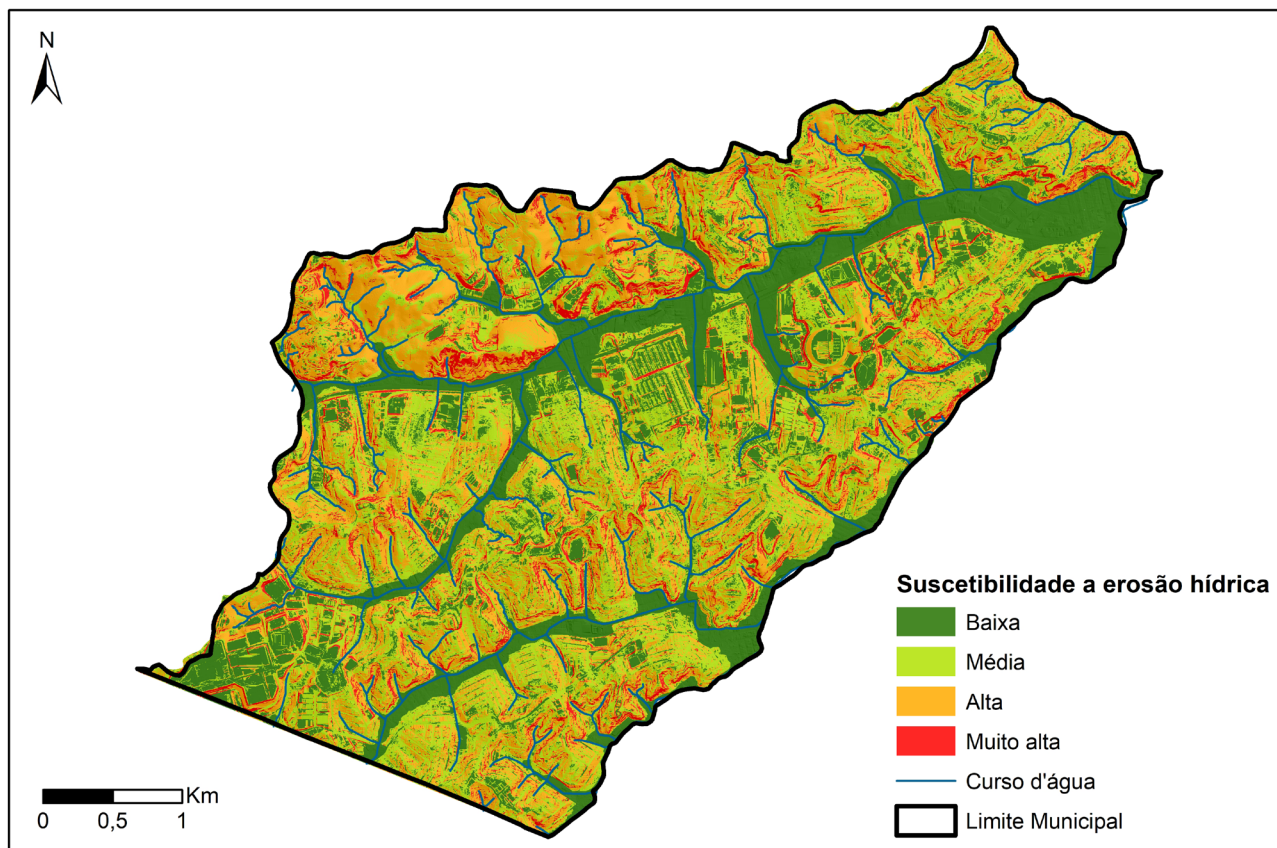 N
Suscetibilidade a erosão hídrica
Baixa
Média
Alta
Muito alta
Curso d'água
Limite Municipal
Km
0 0,5 1